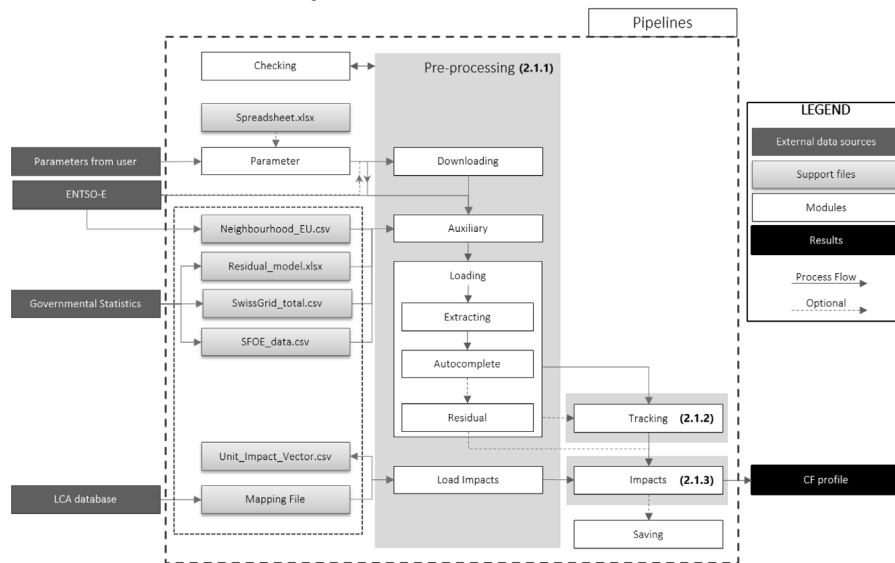 Pipelines
Checking
Pre-processing (2.1.1)
LEGEND
External data sources
Support files
Modules
Results
Process Flow
Optional
Spreadsheet.xlsx
Parameters from user
Parameter
Downloading
ENTSO-E
Neighbourhood_EU.csv
Auxiliary
Residual_model.xlsx
Loading
Governmental Statistics
SwissGrid_total.csv
Extracting
SFOE_data.csv
Autocomplete
Residual
Tracking (2.1.2)
Unit_Impact_Vector.csv
LCA database
Mapping File
Load Impacts
Impacts (2.1.3)
CF profile
Saving